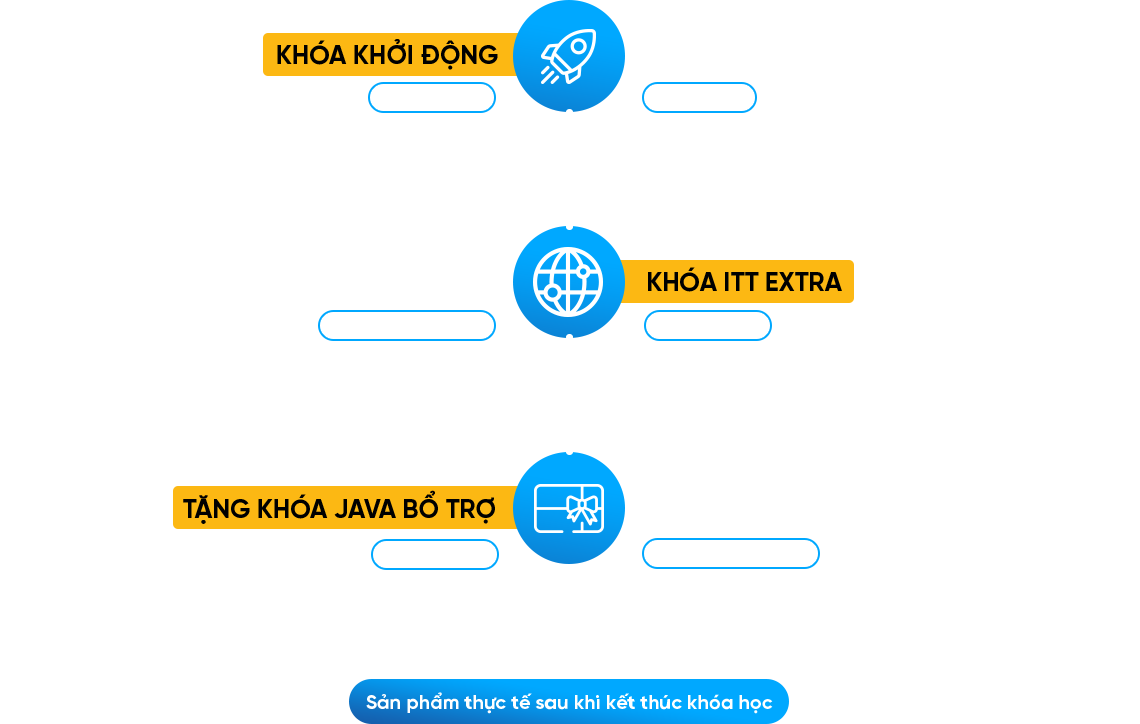 KHÓA KHỞI ĐỘNG
KHÓA ITT EXTRA
TẶNG KHÓA JAVA BỔ TRỢ
Sản phẩm thực tế sau khi kết thúc khóa học